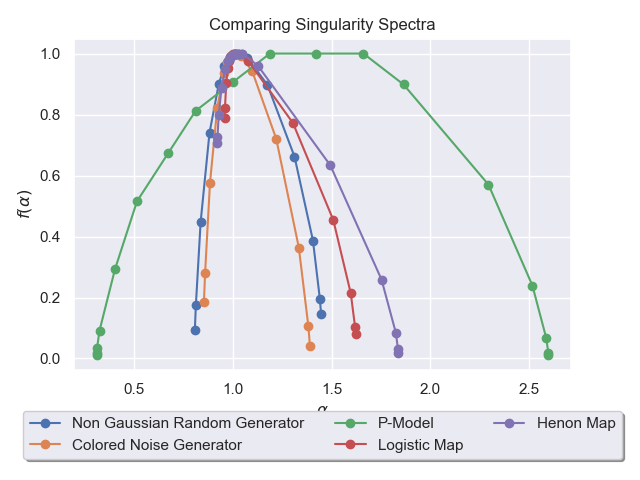 Comparing Singularity Spectra
1.0
0.8
0.6
0.4
0.2
0.0
f(α)
0.5 1.0 1.5 2.0 2.5
α
Non Gaussian Random Generator P-Model Henon Map
Colored Noise Generator Logistic Map